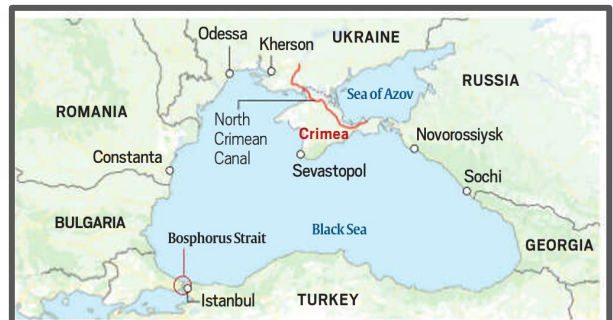 Odessa
Kherson
UKRAINE
RUSSIA
Sea of Azov
ROMANIA
North
Crimean
Canal
Crimea
Novorossiysk
Constanta
Sevastopol
Sochi
BULGARIA
Bosphorus Strait
Black Sea
GEORGIA
Istanbul
TURKEY